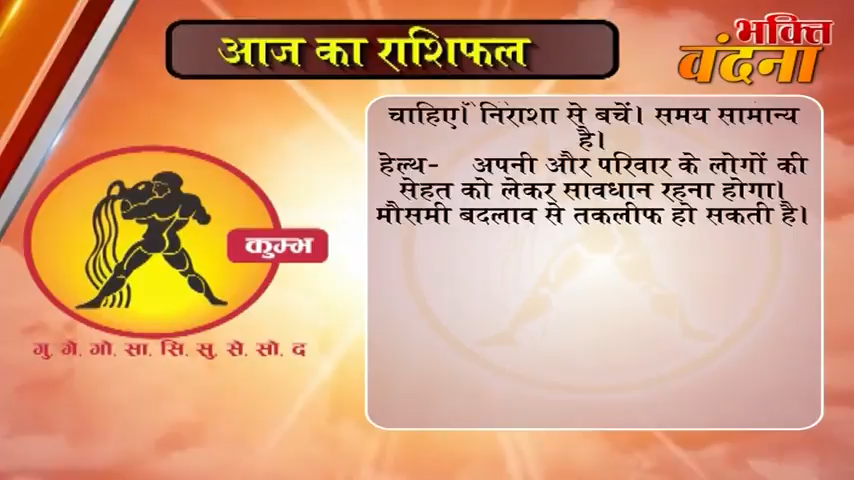 आज का राशिफल
भक्ति
वंदना
चाहिए। निराशा से बचें। समय सामान्य
है।
हेल्थ- अपनी और परिवार के लोगों की
सेहत को लेकर सावधान रहना होगा।
मौसमी बदलाव से तकलीफ हो सकती है।
कुम्भ
गु, गे, गो, सा, सि, सु, से, सो, द